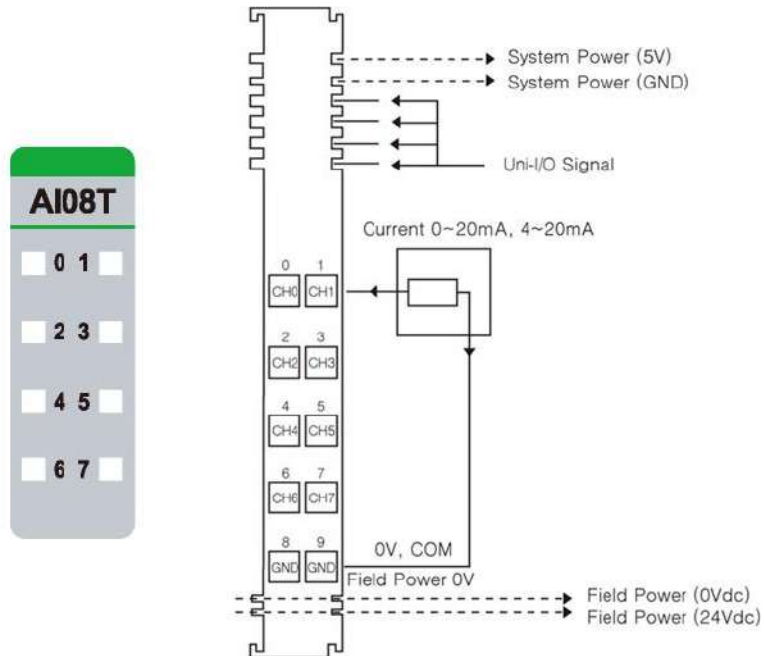 AI08T
0 1
2 3
4 5
6 7
System Power (5V)
System Power (GND)
Uni-I/O Signal
Current 0~20mA, 4~20mA
0 1
CH0 CH1
2 3
CH2 CH3
4 5
CH4 CH5
6 7
CH6 CH7
8 9
GND GND
0V, COM
Field Power 0V
Field Power (0Vdc)
Field Power (24Vdc)